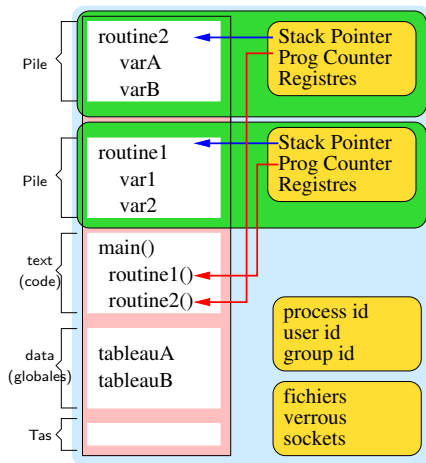 Pile
routine2
varA
varB
Stack Pointer
Prog Counter
Registres
Pile
routine1
var1
var2
Stack Pointer
Prog Counter
Registres
text
(code)
main()
routine1()
routine2()
data
(globales)
tableauA
tableauB
process id
user id
group id
fichiers
verrous
sockets
Tas